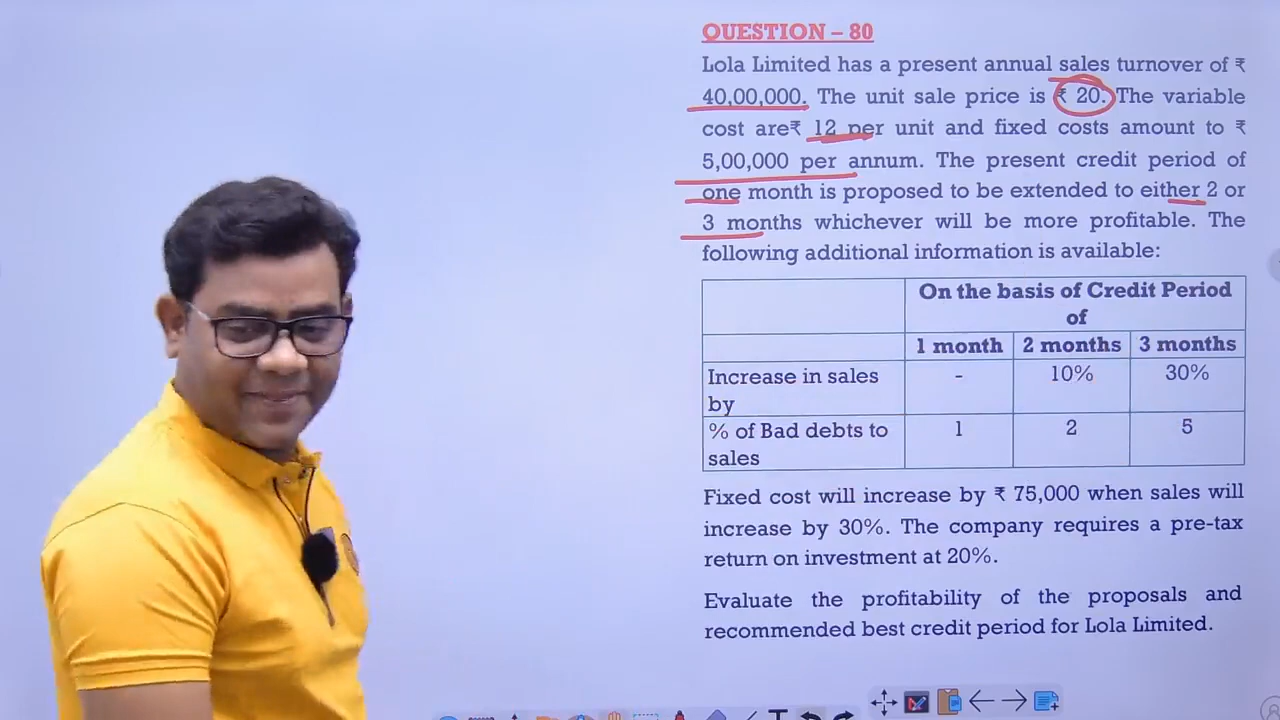 QUESTION – 80
Lola Limited has a present annual sales turnover of ₹
40,00,000. The unit sale price is ₹ 20. The variable
cost are₹ 12 per unit and fixed costs amount to ₹
5,00,000 per annum. The present credit period of
one month is proposed to be extended to either 2 or
3 months whichever will be more profitable. The
following additional information is available:
On the basis of Credit Period
of
1 month 2 months 3 months
Increase in sales - 10% 30%
by
% of Bad debts to 1 2 5
sales
Fixed cost will increase by ₹ 75,000 when sales will
increase by 30%. The company requires a pre-tax
return on investment at 20%.
Evaluate the profitability of the proposals and
recommended best credit period for Lola Limited.